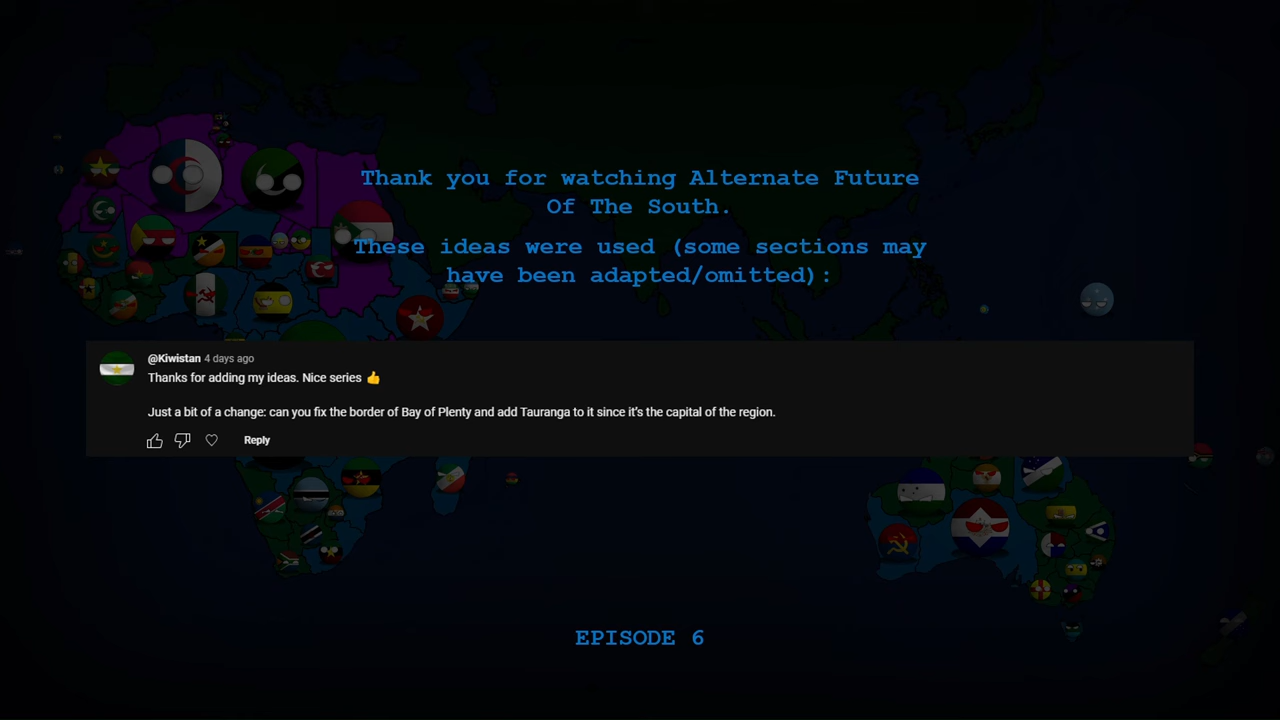 Thank you for watching Alternate Future
Of The South.
These ideas were used (some sections may
have been adapted/omitted):
@Kiwistan 4 days ago
Thanks for adding my ideas. Nice series 👍
Just a bit of a change: can you fix the border of Bay of Plenty and add Tauranga to it since it's the capital of the region.
Reply
EPISODE 6